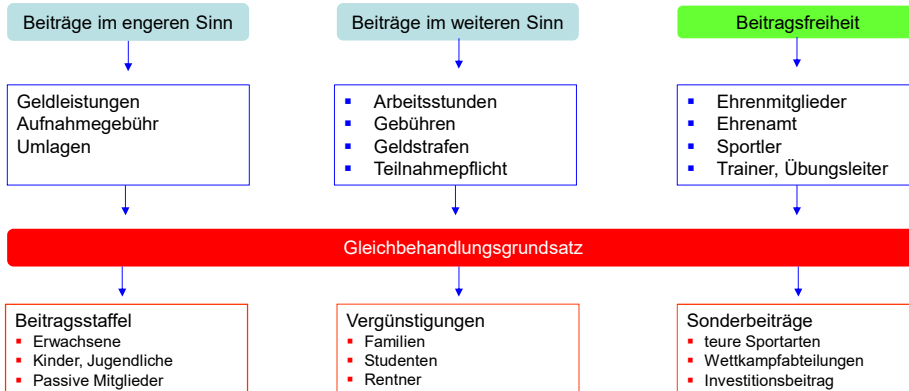 Beiträge im engeren Sinn
Beiträge im weiteren Sinn
Beitragsfreiheit
Geldleistungen
Aufnahmegebühr
Umlagen
▪ Arbeitsstunden
▪ Gebühren
▪ Geldstrafen
▪ Teilnahmepflicht
▪ Ehrenmitglieder
▪ Ehrenamt
▪ Sportler
▪ Trainer, Übungsleiter
Gleichbehandlungsgrundsatz
Beitragsstaffel
▪ Erwachsene
▪ Kinder, Jugendliche
▪ Passive Mitglieder
Vergünstigungen
▪ Familien
▪ Studenten
▪ Rentner
Sonderbeiträge
▪ teure Sportarten
▪ Wettkampfabteilungen
▪ Investitionsbeitrag